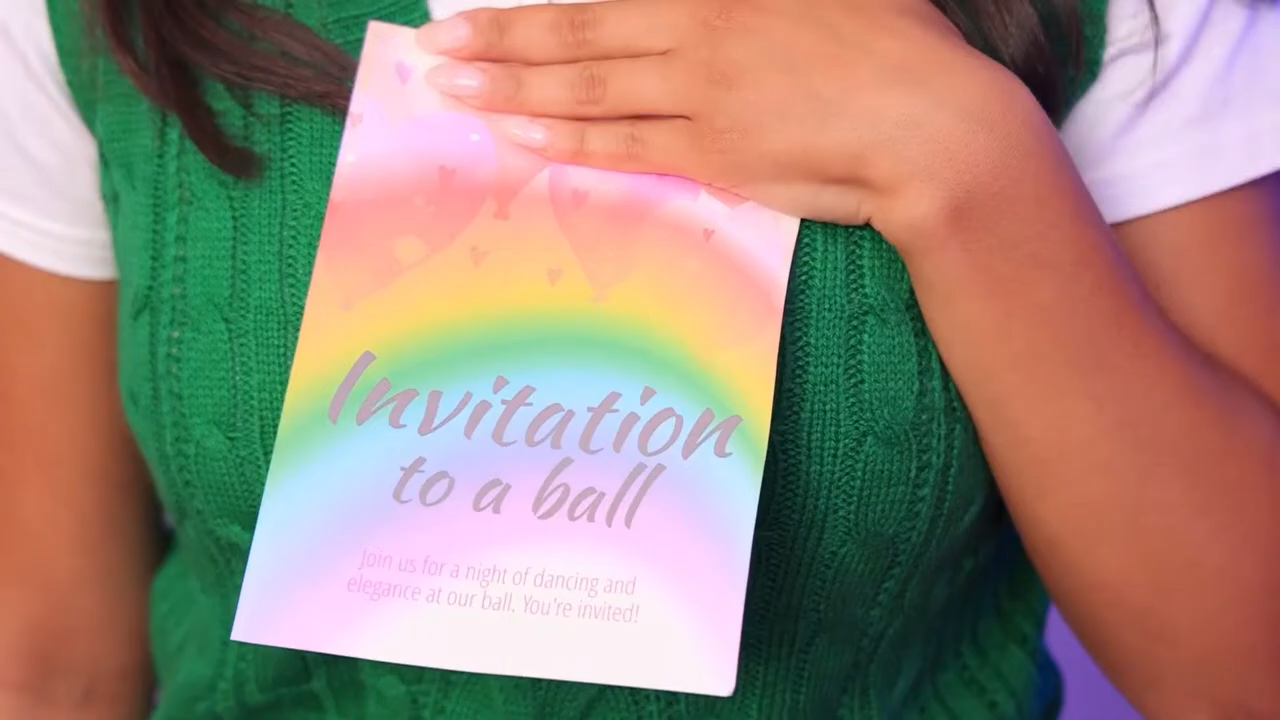 Invitation
to a ball
Join us for a night of dancing and
elegance at our ball. You're invited!